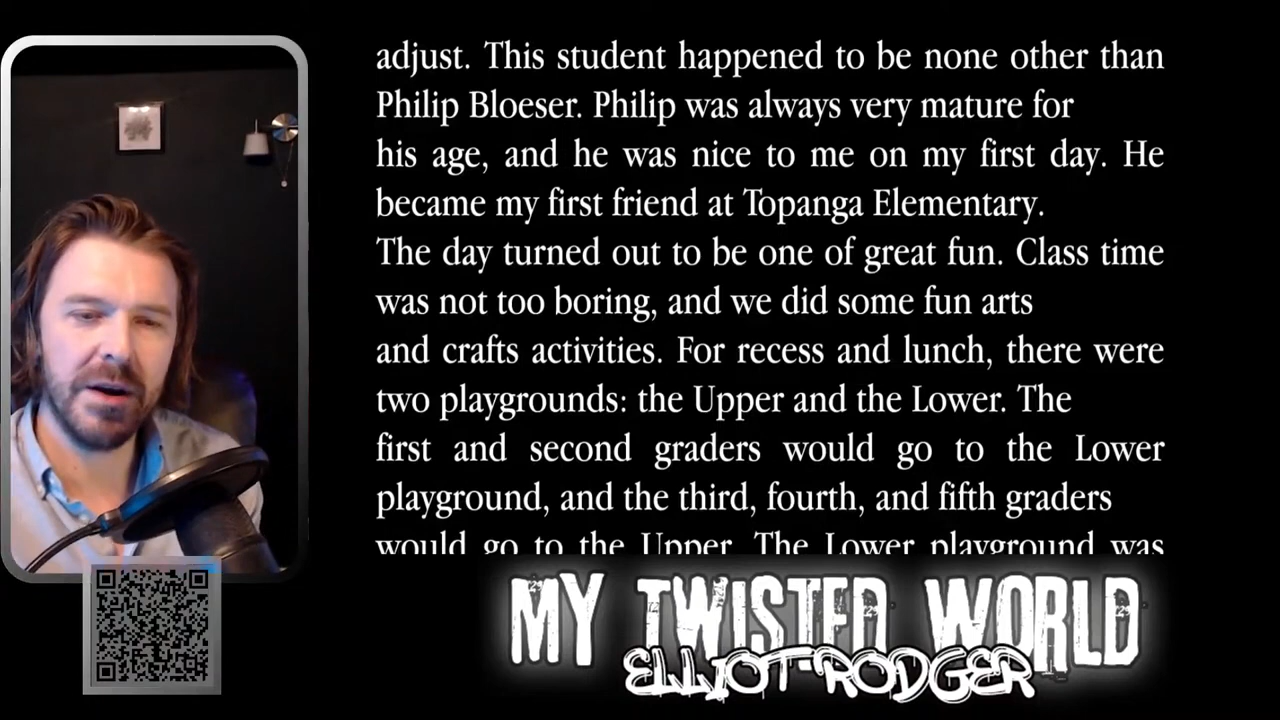 adjust. This student happened to be none other than
Philip Bloeser. Philip was always very mature for
his age, and he was nice to me on my first day. He
became my first friend at Topanga Elementary.
The day turned out to be one of great fun. Class time
was not too boring, and we did some fun arts
and crafts activities. For recess and lunch, there were
two playgrounds: the Upper and the Lower. The
first and second graders would go to the Lower
playground, and the third, fourth, and fifth graders
would go to the Upper. The Lower playground was
MY TWISTED WORLD
ELLIOT RODGER